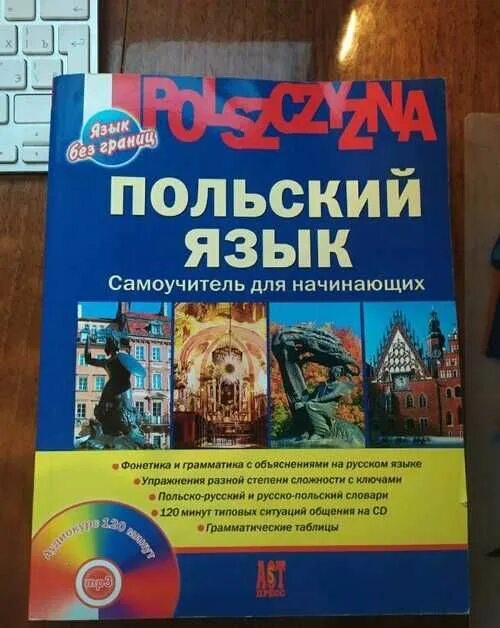 POLSZCZYZNA
Язык
без границ
ПОЛЬСКИЙ
ЯЗЫК
Самоучитель для начинающих
• Фонетика и грамматика с объяснениями на русском языке
• Упражнения разной степени сложности с ключами
• Польско-русский и русско-польский словари
• 120 минут типовых ситуаций общения на CD
• Грамматические таблицы
Аудиокурс 120 минут
mp3
AST
ПРЕСС